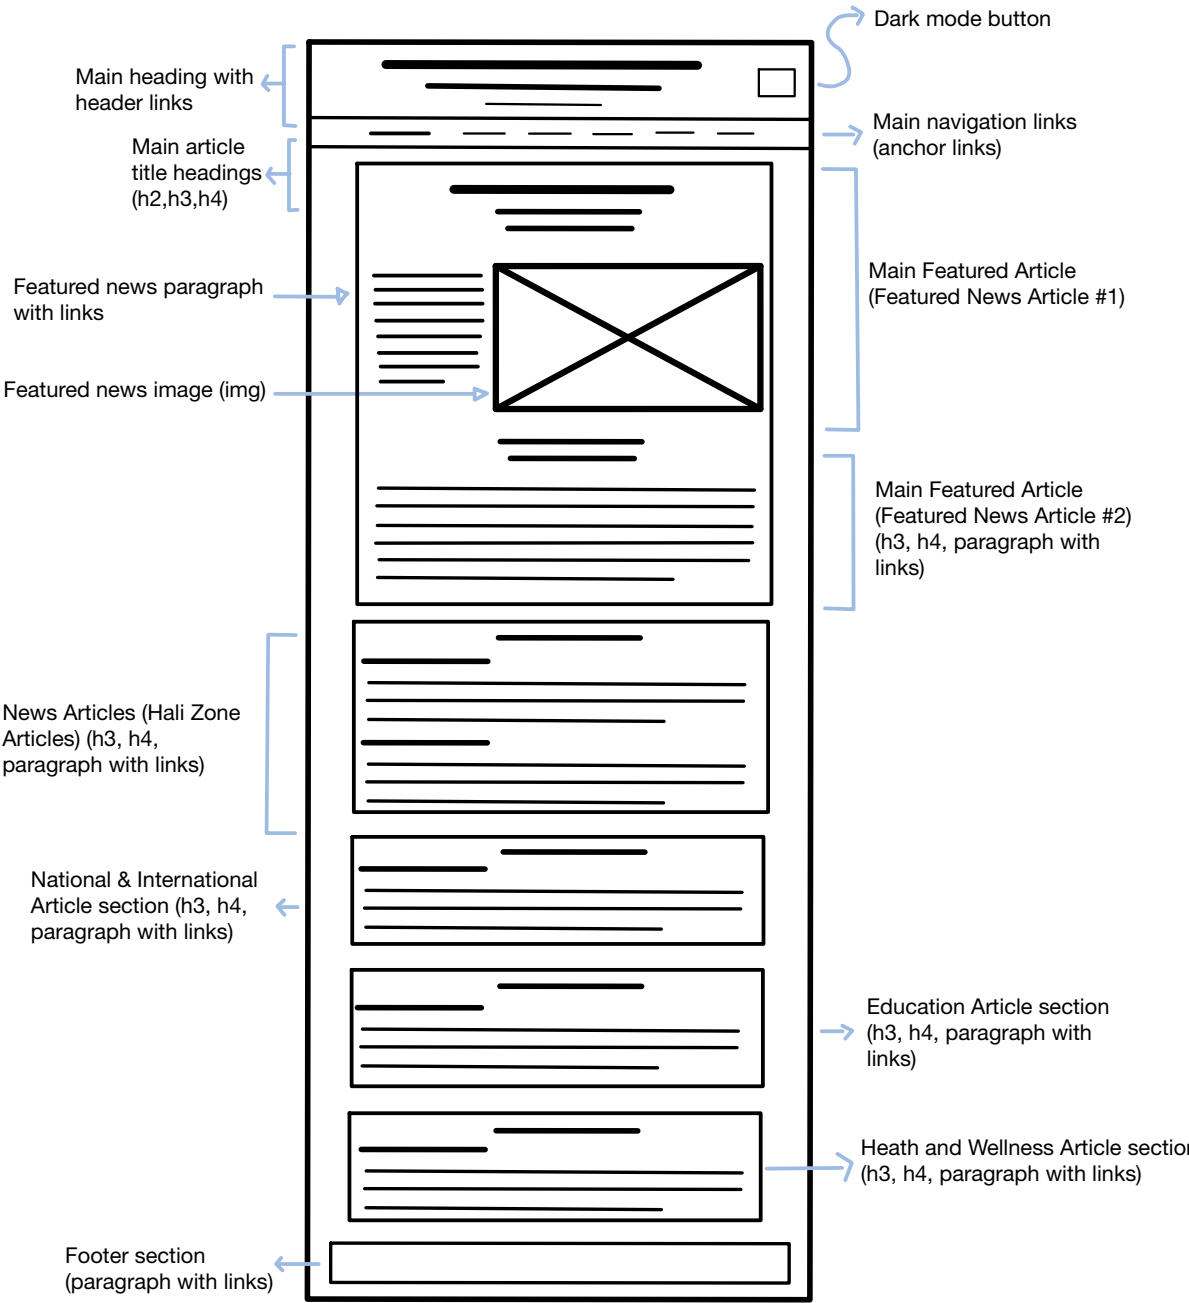 Dark mode button
Main heading with
header links
Main navigation links
(anchor links)
Main article
title headings
(h2,h3,h4)
Main Featured Article
(Featured News Article #1)
Featured news paragraph
with links
Featured news image (img)
Main Featured Article
(Featured News Article #2)
(h3, h4, paragraph with
links)
News Articles (Hali Zone
Articles) (h3, h4,
paragraph with links)
National & International
Article section (h3, h4,
paragraph with links)
Education Article section
(h3, h4, paragraph with
links)
Heath and Wellness Article section
(h3, h4, paragraph with links)
Footer section
(paragraph with links)